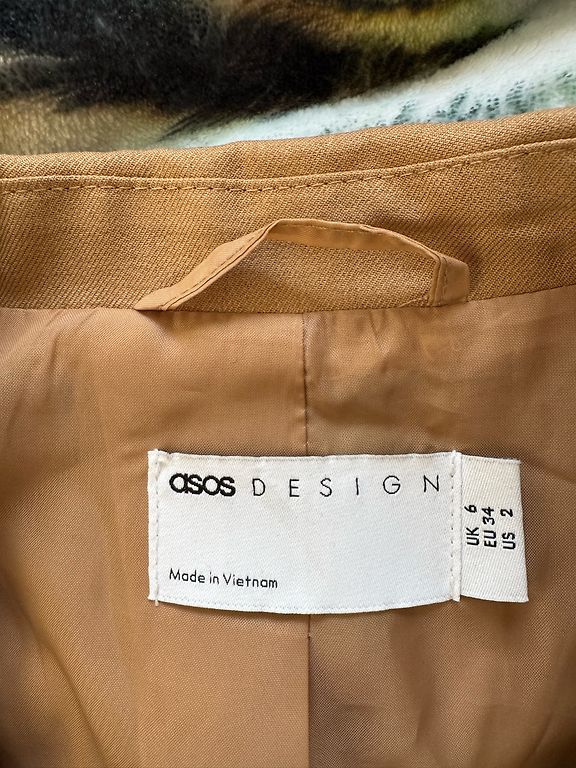 asos DESIGN
Made in Vietnam
UK 6
EU 34
US 2